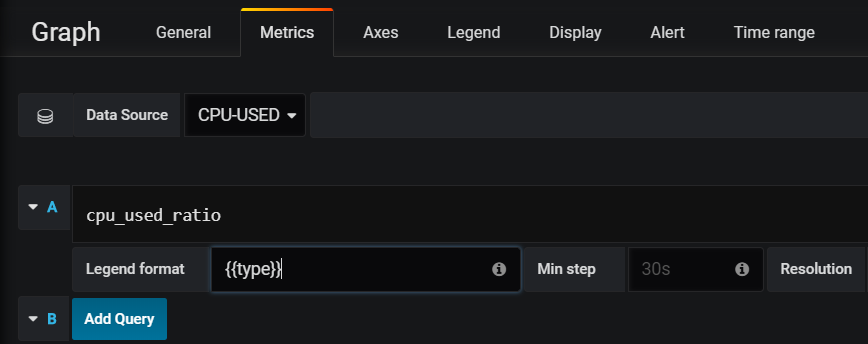 Graph General Metrics Axes Legend Display Alert Time range
Data Source CPU-USED
A cpu_used_ratio
Legend format {{type}} Min step 30s Resolution
B Add Query